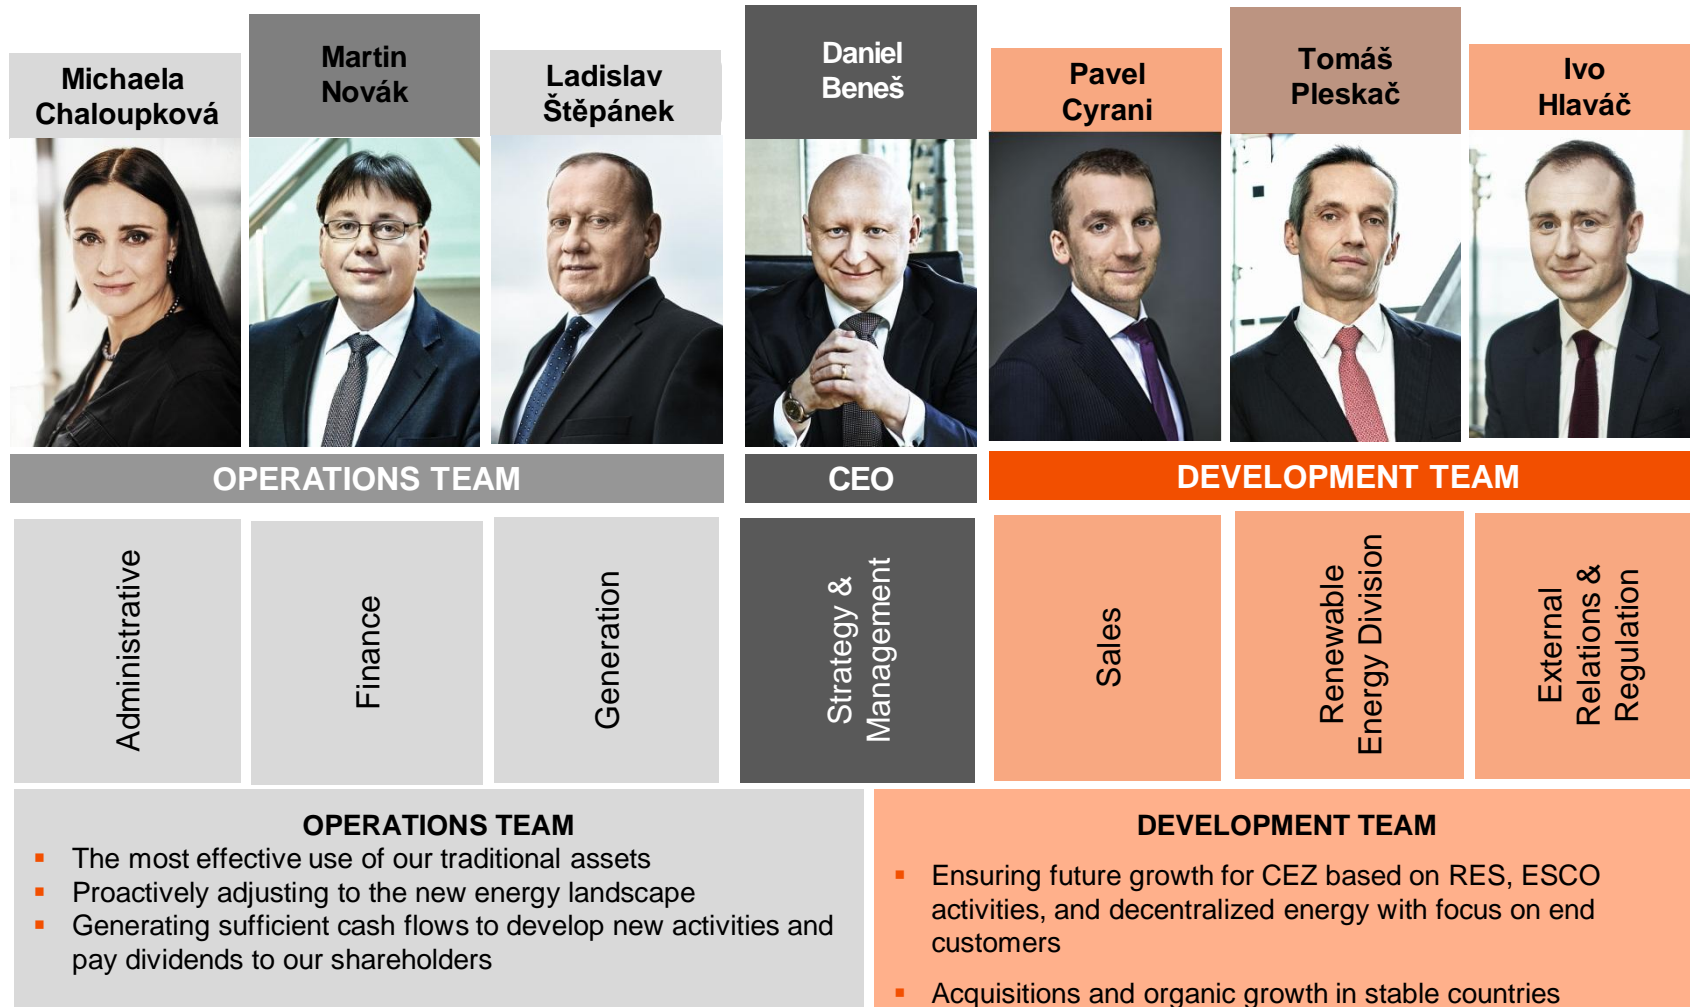 Michaela
Chaloupková
Martin
Novák
Ladislav
Štěpánek
Daniel
Beneš
Pavel
Cyrani
Tomáš
Pleskač
Ivo
Hlaváč
OPERATIONS TEAM
CEO
DEVELOPMENT TEAM
Administrative
Finance
Generation
Strategy &
Management
Sales
Renewable
Energy Division
External
Relations &
Regulation
OPERATIONS TEAM
▪ The most effective use of our traditional assets
▪ Proactively adjusting to the new energy landscape
▪ Generating sufficient cash flows to develop new activities and
pay dividends to our shareholders
DEVELOPMENT TEAM
▪ Ensuring future growth for CEZ based on RES, ESCO
activities, and decentralized energy with focus on end
customers
▪ Acquisitions and organic growth in stable countries